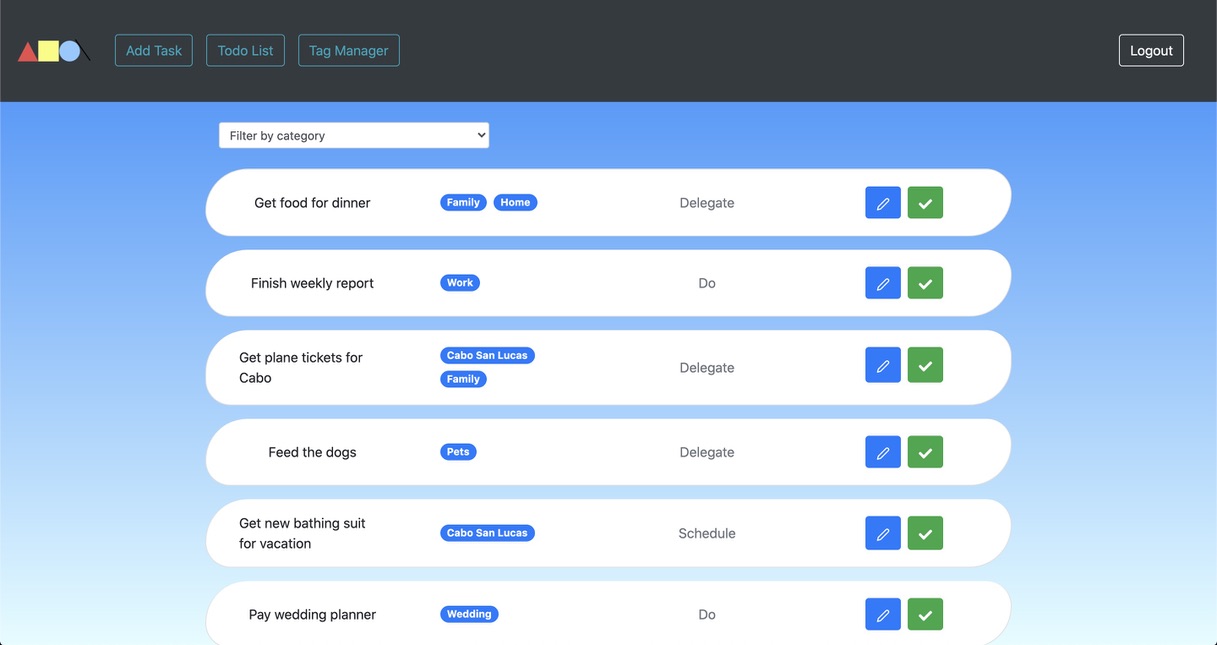 Add Task Todo List Tag Manager Logout
Filter by category
Get food for dinner Family Home Delegate
Finish weekly report Work Do
Get plane tickets for
Cabo
Cabo San Lucas
Family
Delegate
Feed the dogs Pets Delegate
Get new bathing suit
for vacation
Cabo San Lucas
Schedule
Pay wedding planner Wedding Do